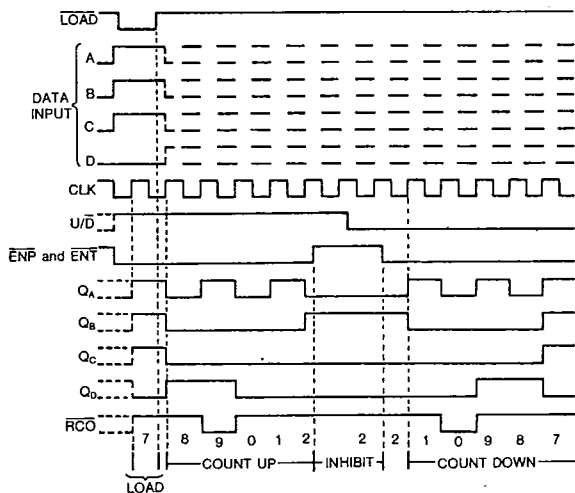 LOAD
A
B
DATA INPUT
C
D
CLK
U/D
ENP and ENT
QA
QB
QC
QD
RCO
7 8 9 0 1 2 2 2 1 0 9 8 7
COUNT UP INHIBIT COUNT DOWN
LOAD